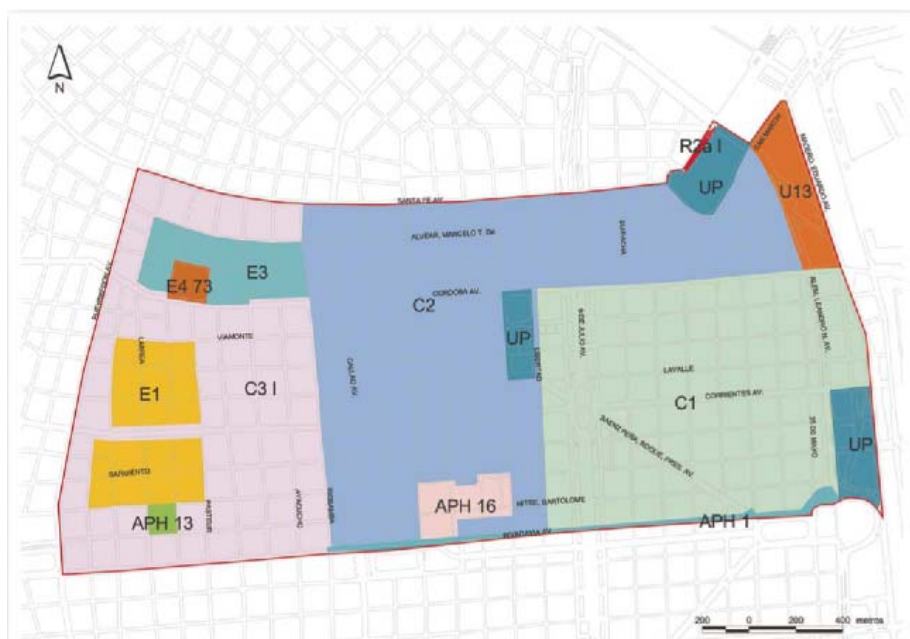 N
R2a I
SAN MARTIN
UP
U13
SANTA FE AV.
ALVEAR, MARCELO T. De
SUIPACHA
E3
E4 73
CORDOBA AV.
C2
PUEYRREDON AV.
ALEM, LEANDRO N. AV.
VIAMONTE
UP
LIBERTAD
9 DE JULIO AV.
LARREA
CALLAO AV.
LAVALLE
E1
C3 I
C1
CORRIENTES AV.
SAENZ PEÑA, ROQUE, PRES. AV.
25 DE MAYO
UP
SARMIENTO
PASTEUR
AYACUCHO
RIOBAMBA
APH 16
MITRE, BARTOLOME
APH 13
APH 1
RIVADAVIA AV.
200 0 200 400 metros